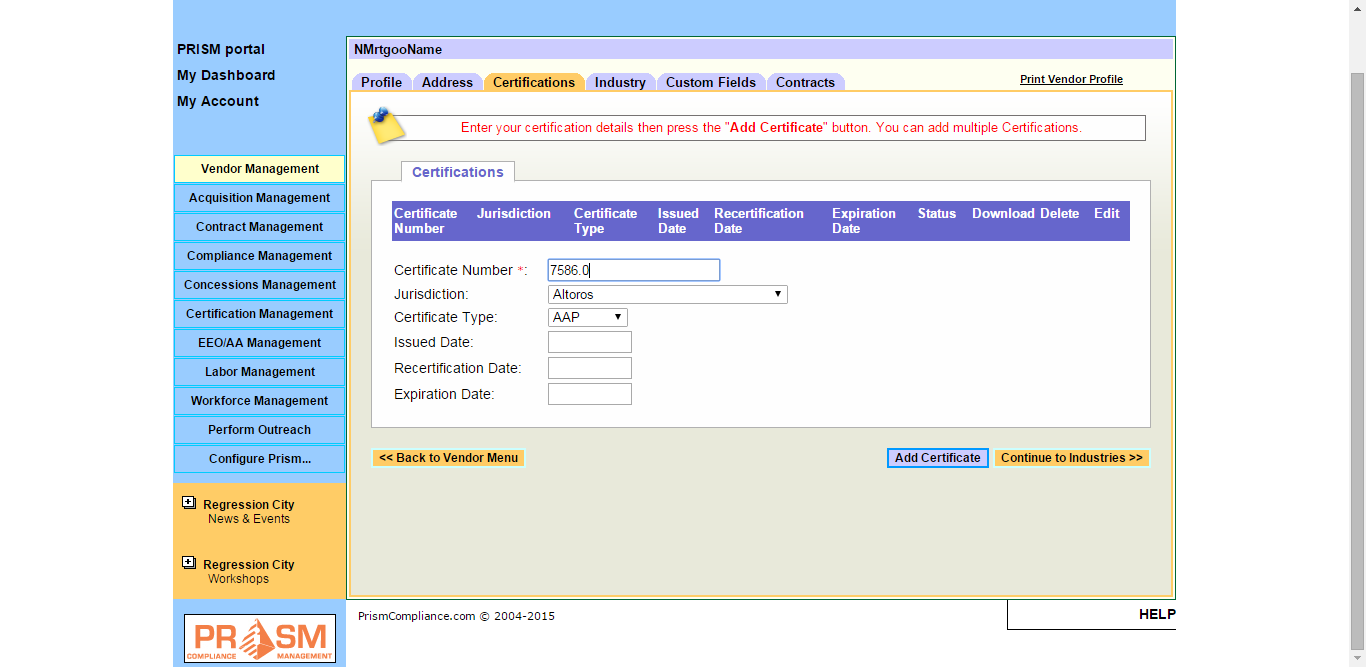 PRISM portal
My Dashboard
My Account
Vendor Management
Acquisition Management
Contract Management
Compliance Management
Concessions Management
Certification Management
EEO/AA Management
Labor Management
Workforce Management
Perform Outreach
Configure Prism...
Regression City
News & Events
Regression City
Workshops
PRISM
COMPLIANCE MANAGEMENT
NMrtgooName
Profile Address Certifications Industry Custom Fields Contracts
Print Vendor Profile
Enter your certification details then press the "Add Certificate" button. You can add multiple Certifications.
Certifications
Certificate Number Jurisdiction Certificate Type Issued Date Recertification Date Expiration Date Status Download Delete Edit
Certificate Number *: 7586.0
Jurisdiction: Altoros
Certificate Type: AAP
Issued Date:
Recertification Date:
Expiration Date:
<< Back to Vendor Menu Add Certificate Continue to Industries >>
PrismCompliance.com © 2004-2015
HELP